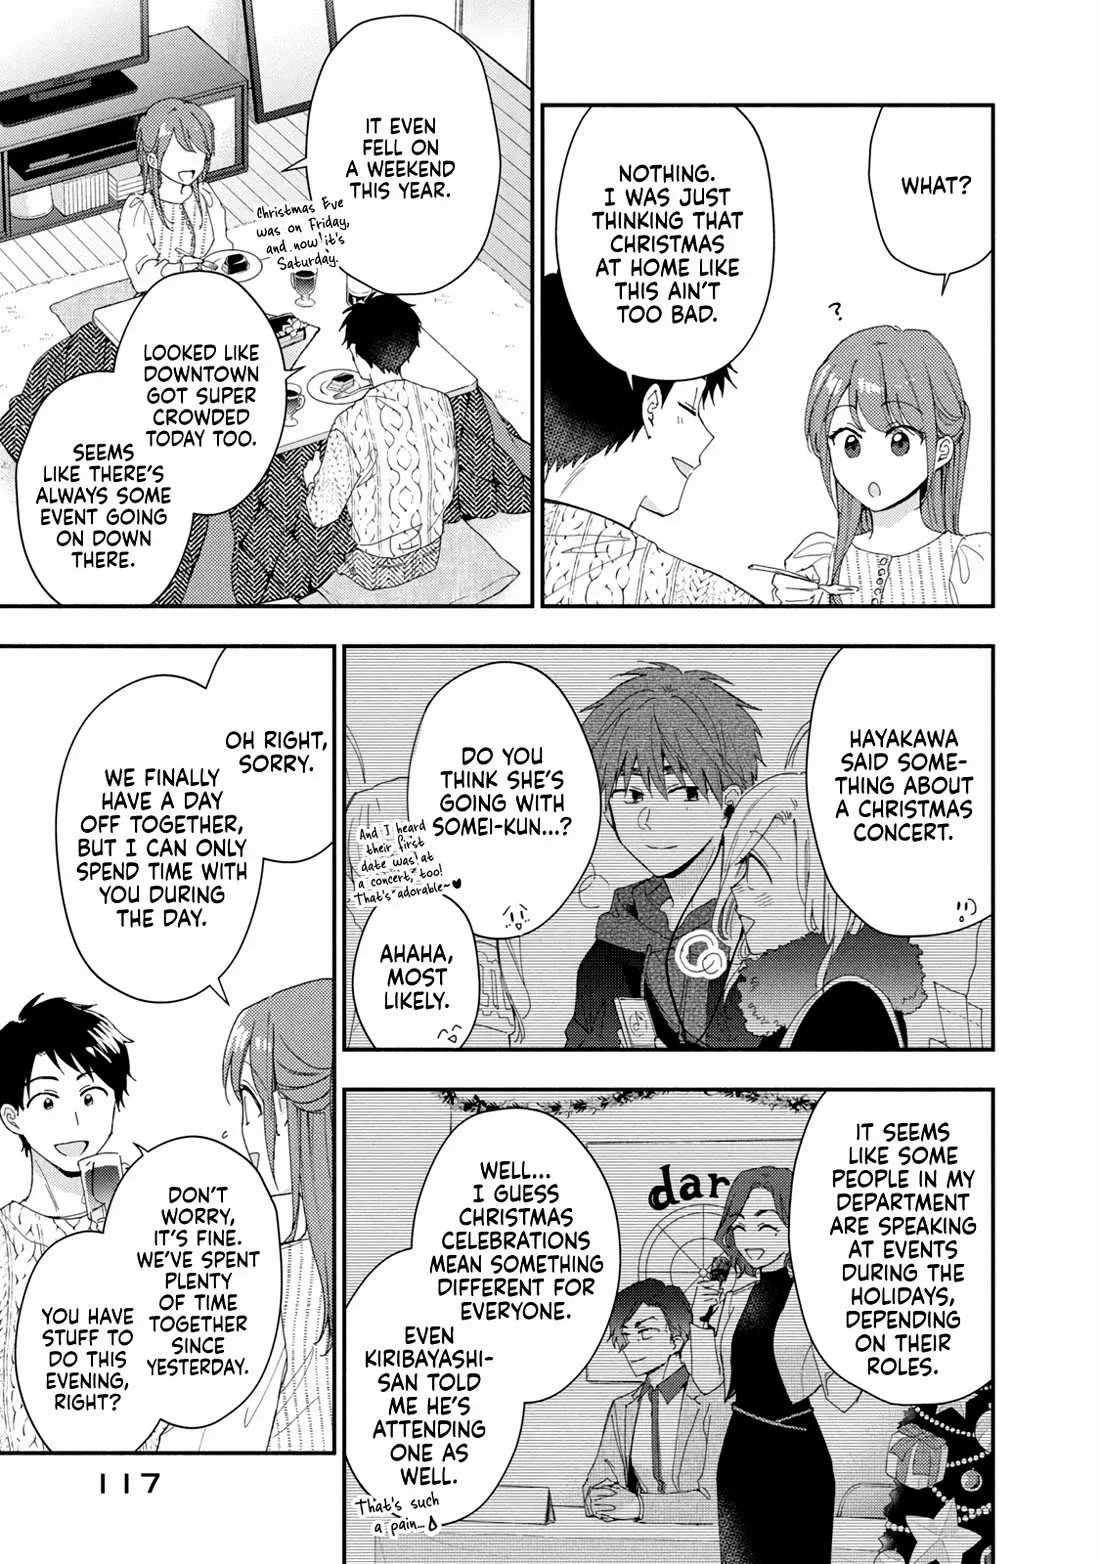 WHAT?
NOTHING.
I WAS JUST
THINKING THAT
CHRISTMAS
AT HOME LIKE
THIS AIN'T
TOO BAD.
?
IT EVEN
FELL ON
A WEEKEND
THIS YEAR.
Christmas Eve
was on Friday,
and now it's
Saturday.
LOOKED LIKE
DOWNTOWN
GOT SUPER
CROWDED
TODAY TOO.
SEEMS
LIKE THERE'S
ALWAYS SOME
EVENT GOING
ON DOWN
THERE.
HAYAKAWA
SAID SOME-
THING ABOUT
A CHRISTMAS
CONCERT.
DO YOU
THINK SHE'S
GOING WITH
SOMEI-KUN...?
And I heard
their first
date was at
a concert, too!
That's adorable~♥
AHAHA,
MOST
LIKELY.
IT SEEMS
LIKE SOME
PEOPLE IN MY
DEPARTMENT
ARE SPEAKING
AT EVENTS
DURING THE
HOLIDAYS,
DEPENDING
ON THEIR
ROLES.
dar
WELL...
I GUESS
CHRISTMAS
CELEBRATIONS
MEAN SOMETHING
DIFFERENT FOR
EVERYONE.
EVEN
KIRIBAYASHI-
SAN TOLD
ME HE'S
ATTENDING
ONE AS
WELL.
That's such
a pain...
OH RIGHT,
SORRY.
WE FINALLY
HAVE A DAY
OFF TOGETHER,
BUT I CAN ONLY
SPEND TIME WITH
YOU DURING
THE DAY.
DON'T
WORRY,
IT'S FINE.
WE'VE SPENT
PLENTY
OF TIME
TOGETHER
SINCE
YESTERDAY.
YOU HAVE
STUFF TO
DO THIS
EVENING,
RIGHT?
117